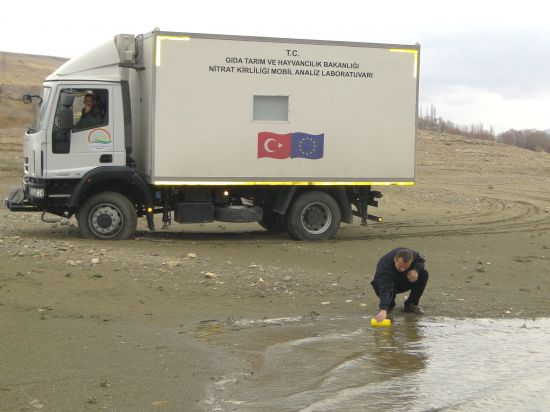 T.C.
GIDA TARIM VE HAYVANCILIK BAKANLIĞI
NİTRAT KİRLİLİĞİ MOBİL ANALİZ LABORATUVARI